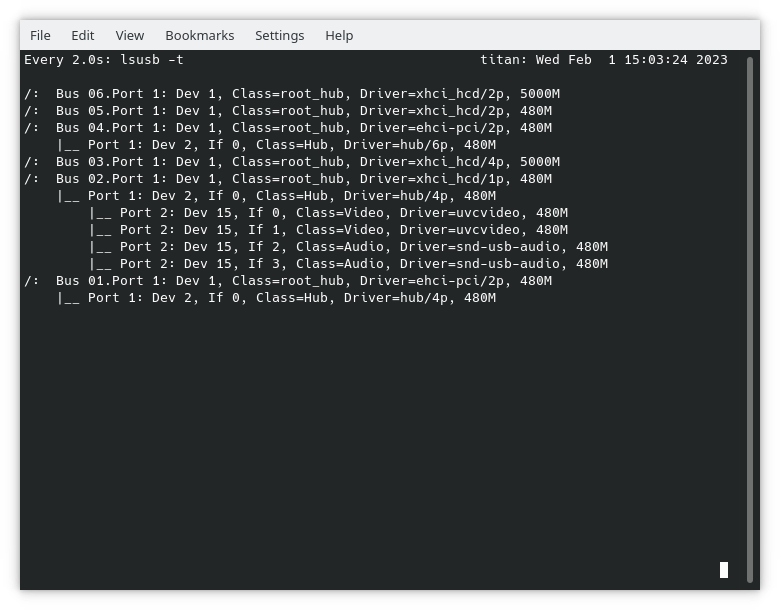 File Edit View Bookmarks Settings Help
Every 2.0s: lsusb -t titan: Wed Feb  1 15:03:24 2023
/:  Bus 06.Port 1: Dev 1, Class=root_hub, Driver=xhci_hcd/2p, 5000M
/:  Bus 05.Port 1: Dev 1, Class=root_hub, Driver=xhci_hcd/2p, 480M
/:  Bus 04.Port 1: Dev 1, Class=root_hub, Driver=ehci-pci/2p, 480M
    |__ Port 1: Dev 2, If 0, Class=Hub, Driver=hub/6p, 480M
/:  Bus 03.Port 1: Dev 1, Class=root_hub, Driver=xhci_hcd/4p, 5000M
/:  Bus 02.Port 1: Dev 1, Class=root_hub, Driver=xhci_hcd/1p, 480M
    |__ Port 1: Dev 2, If 0, Class=Hub, Driver=hub/4p, 480M
        |__ Port 2: Dev 15, If 0, Class=Video, Driver=uvcvideo, 480M
        |__ Port 2: Dev 15, If 1, Class=Video, Driver=uvcvideo, 480M
        |__ Port 2: Dev 15, If 2, Class=Audio, Driver=snd-usb-audio, 480M
        |__ Port 2: Dev 15, If 3, Class=Audio, Driver=snd-usb-audio, 480M
/:  Bus 01.Port 1: Dev 1, Class=root_hub, Driver=ehci-pci/2p, 480M
    |__ Port 1: Dev 2, If 0, Class=Hub, Driver=hub/4p, 480M